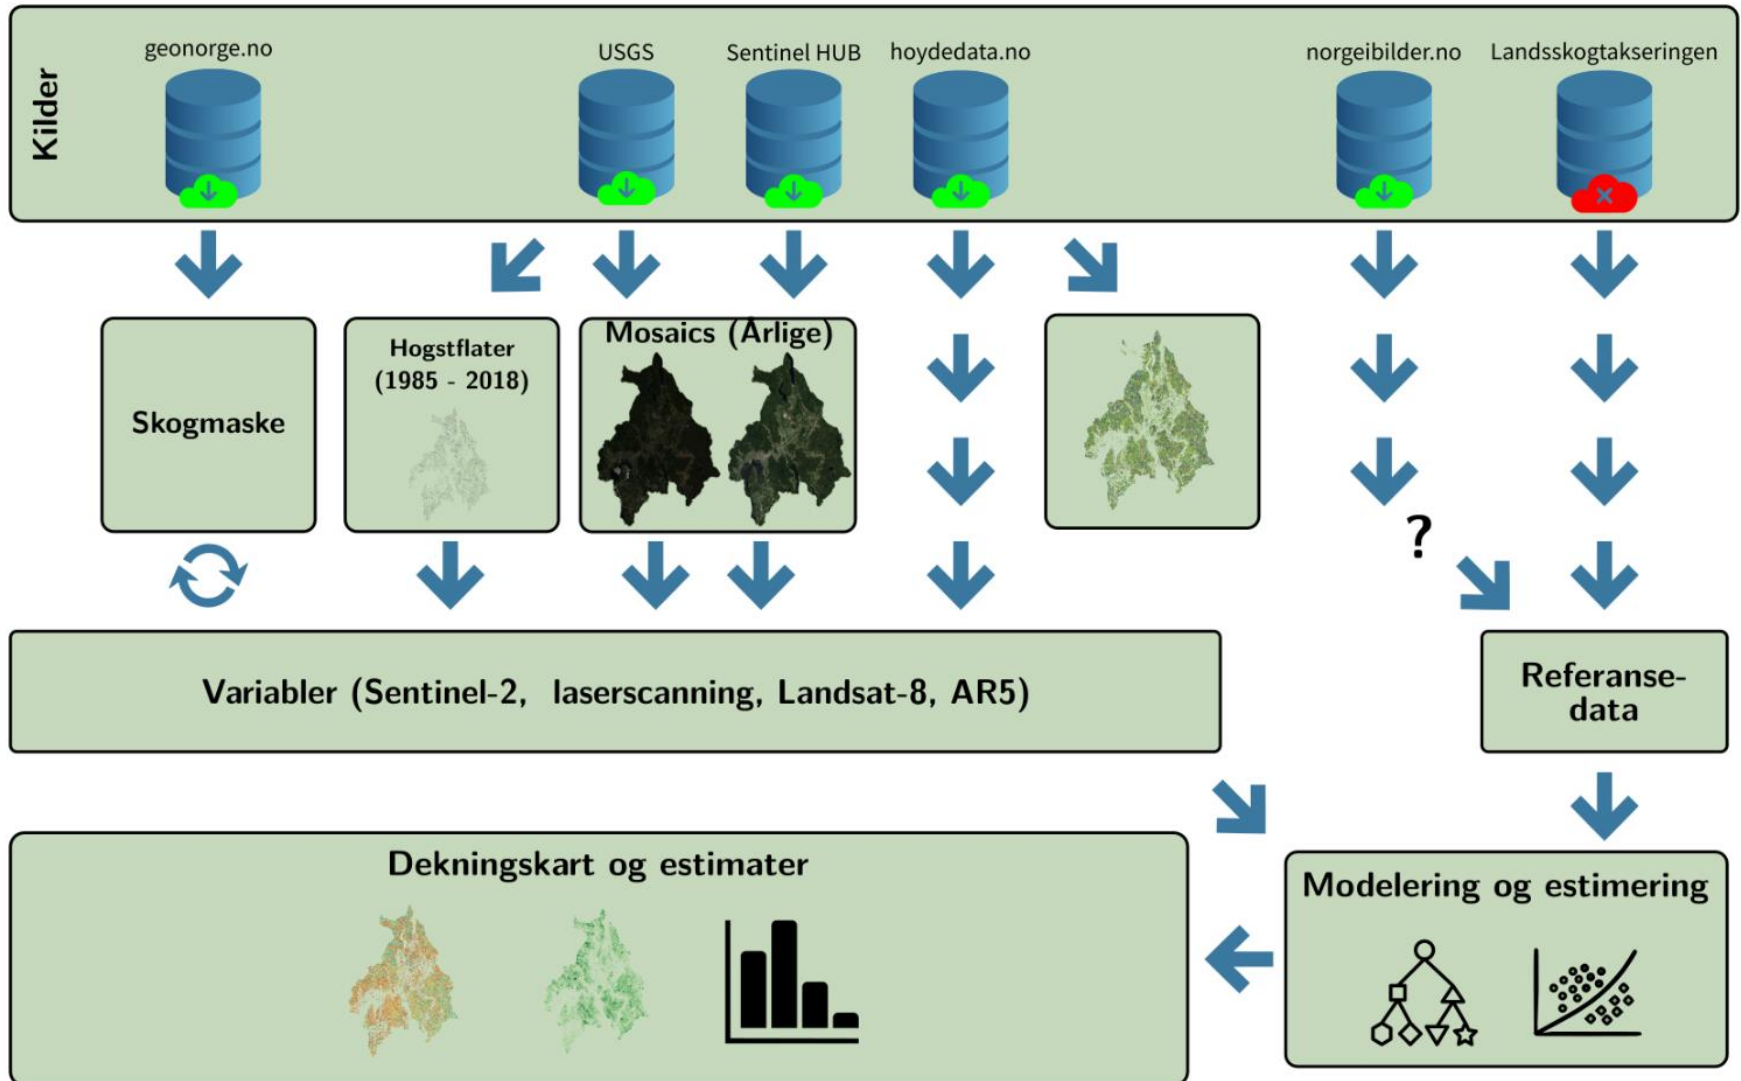 Kilder
geonorge.no
USGS
Sentinel HUB
hoydedata.no
norgeibilder.no
Landsskogtakseringen
Skogmaske
Hogstflater
(1985 - 2018)
Mosaics (Årlige)
?
Variabler (Sentinel-2, laserscanning, Landsat-8, AR5)
Referanse-
data
Dekningskart og estimater
Modelering og estimering